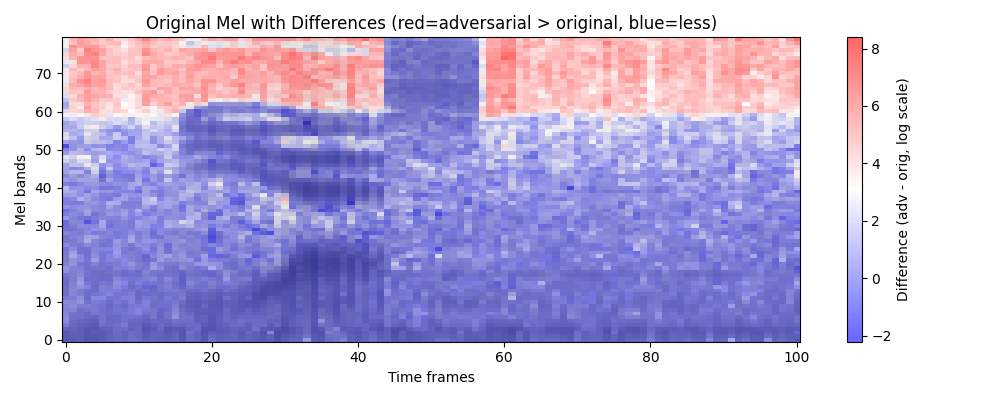 Original Mel with Differences (red=adversarial > original, blue=less)
Mel bands
70
60
50
40
30
20
10
0
0 20 40 60 80 100
Time frames
8
6
4
2
0
−2
Difference (adv - orig, log scale)